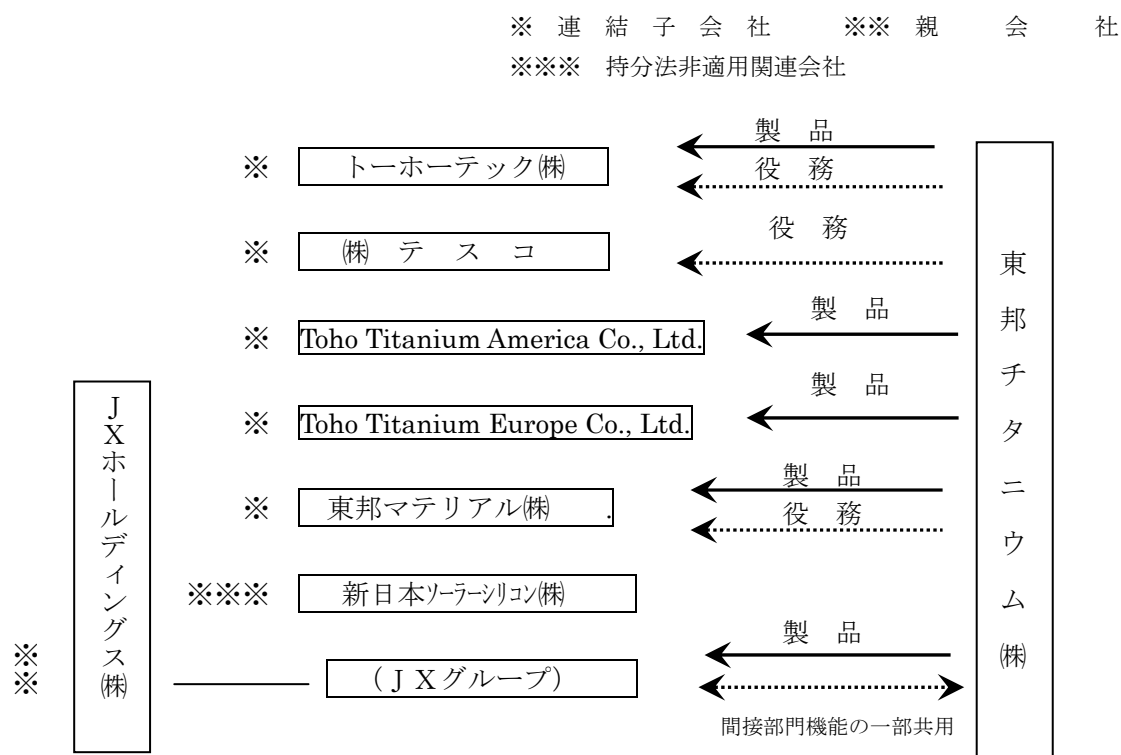 ※ 連 結 子 会 社 ※※ 親 会 社
※※※ 持分法非適用関連会社
製 品
※ トーホーテック㈱
役 務
※ ㈱ テ ス コ
役 務
※ Toho Titanium America Co., Ltd.
製 品
※ Toho Titanium Europe Co., Ltd.
製 品
※ 東邦マテリアル㈱ .
製 品
役 務
※※※ 新日本ソーラーシリコン㈱
(ＪＸグループ)
製 品
間接部門機能の一部共用
※※
JXホールディングス㈱
東邦チタニウム㈱